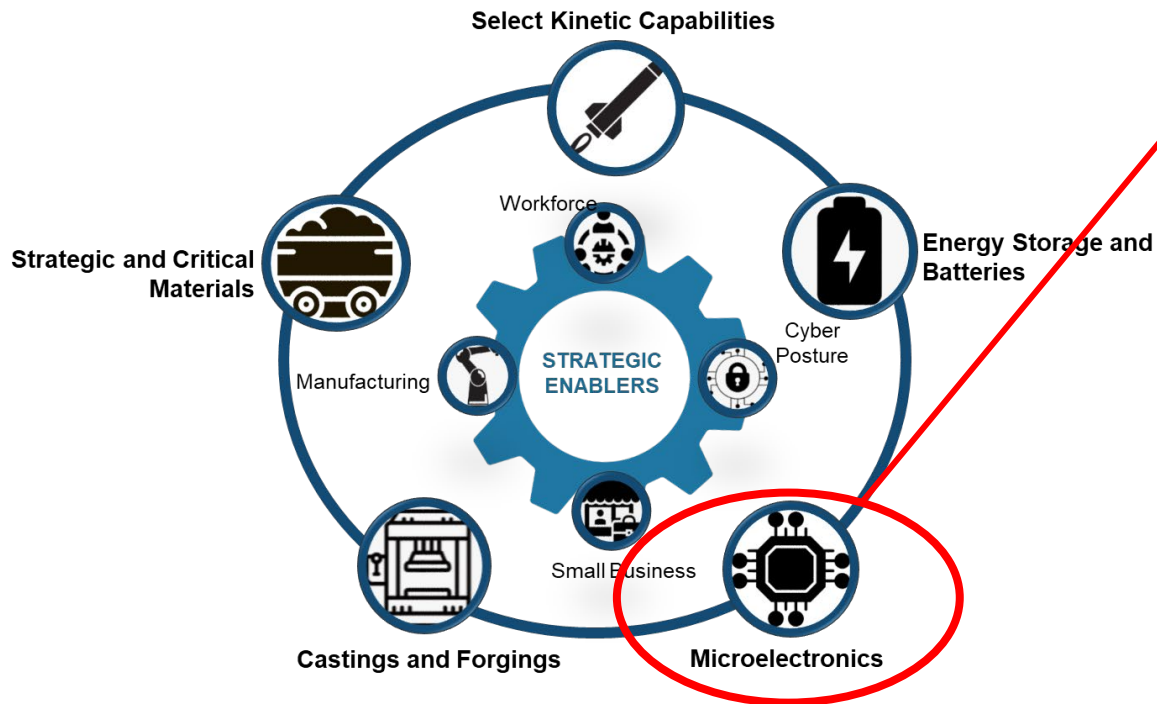 Select Kinetic Capabilities
Workforce
Strategic and Critical
Materials
Energy Storage and
Batteries
Cyber
Posture
STRATEGIC
ENABLERS
Manufacturing
Small Business
Castings and Forgings
Microelectronics